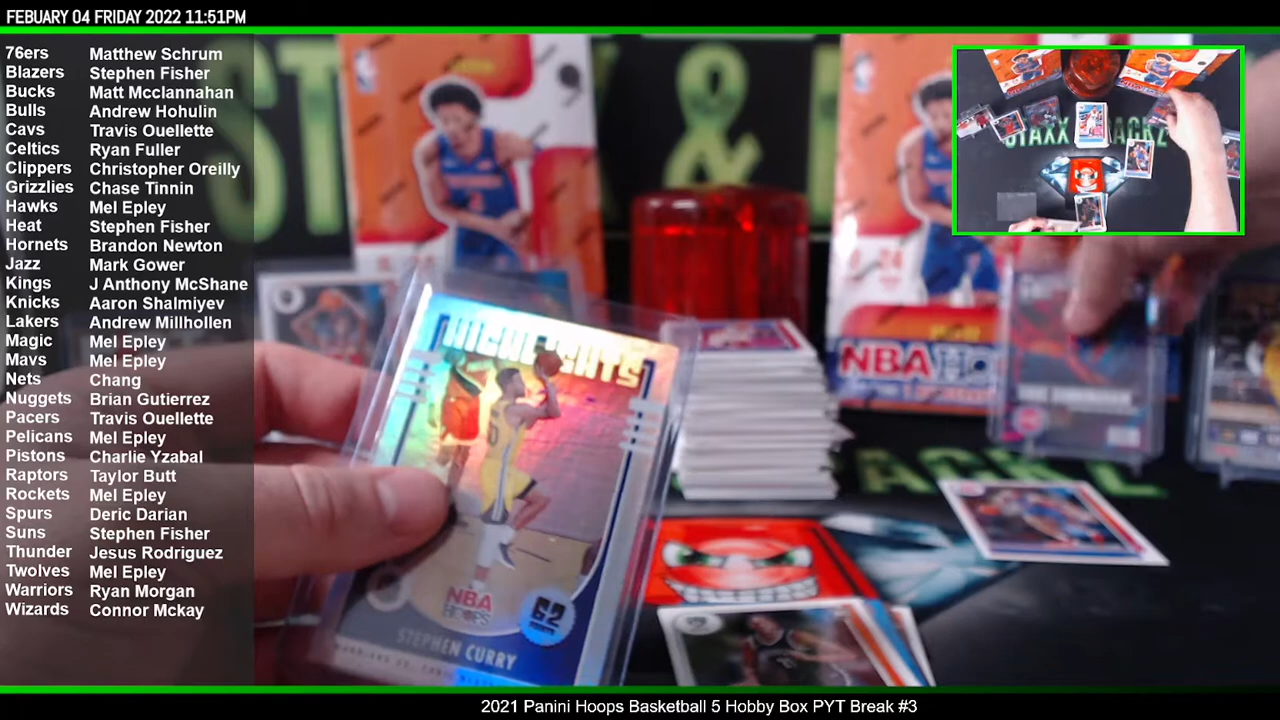 FEBUARY 04 FRIDAY 2022 11:51PM
76ers Matthew Schrum
Blazers Stephen Fisher
Bucks Matt Mcclannahan
Bulls Andrew Hohulin
Cavs Travis Ouellette
Celtics Ryan Fuller
Clippers Christopher Oreilly
Grizzlies Chase Tinnin
Hawks Mel Epley
Heat Stephen Fisher
Hornets Brandon Newton
Jazz Mark Gower
Kings J Anthony McShane
Knicks Aaron Shalmiyev
Lakers Andrew Millhollen
Magic Mel Epley
Mavs Mel Epley
Nets Chang
Nuggets Brian Gutierrez
Pacers Travis Ouellette
Pelicans Mel Epley
Pistons Charlie Yzabal
Raptors Taylor Butt
Rockets Mel Epley
Spurs Deric Darian
Suns Stephen Fisher
Thunder Jesus Rodriguez
Twolves Mel Epley
Warriors Ryan Morgan
Wizards Connor Mckay
HIGHLIGHTS
NBA
HOOPS
62
STEPHEN CURRY
NBA HO
2021 Panini Hoops Basketball 5 Hobby Box PYT Break #3